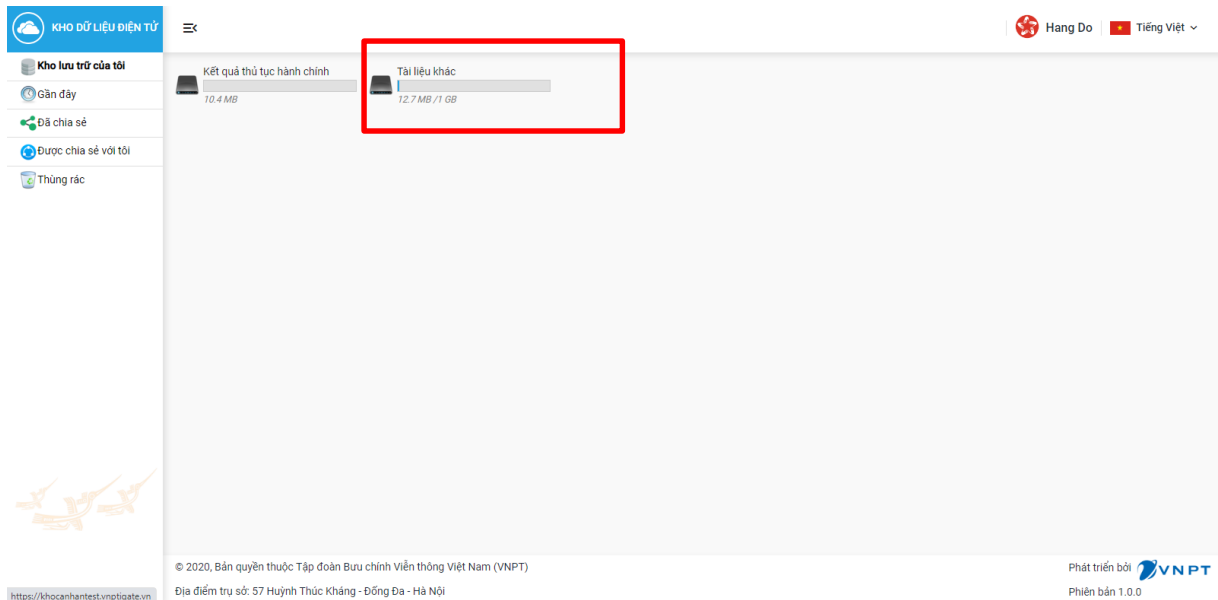 KHO DỮ LIỆU ĐIỆN TỬ
Hang Do
Tiếng Việt
Kho lưu trữ của tôi
Gần đây
Đã chia sẻ
Được chia sẻ với tôi
Thùng rác
Kết quả thủ tục hành chính
10.4 MB
Tài liệu khác
12.7 MB /1 GB
© 2020, Bản quyền thuộc Tập đoàn Bưu chính Viễn thông Việt Nam (VNPT)
Phát triển bởi VNPT
Địa điểm trụ sở: 57 Huỳnh Thúc Kháng - Đống Đa - Hà Nội
Phiên bản 1.0.0
https://khocanhantest.vnptigate.vn